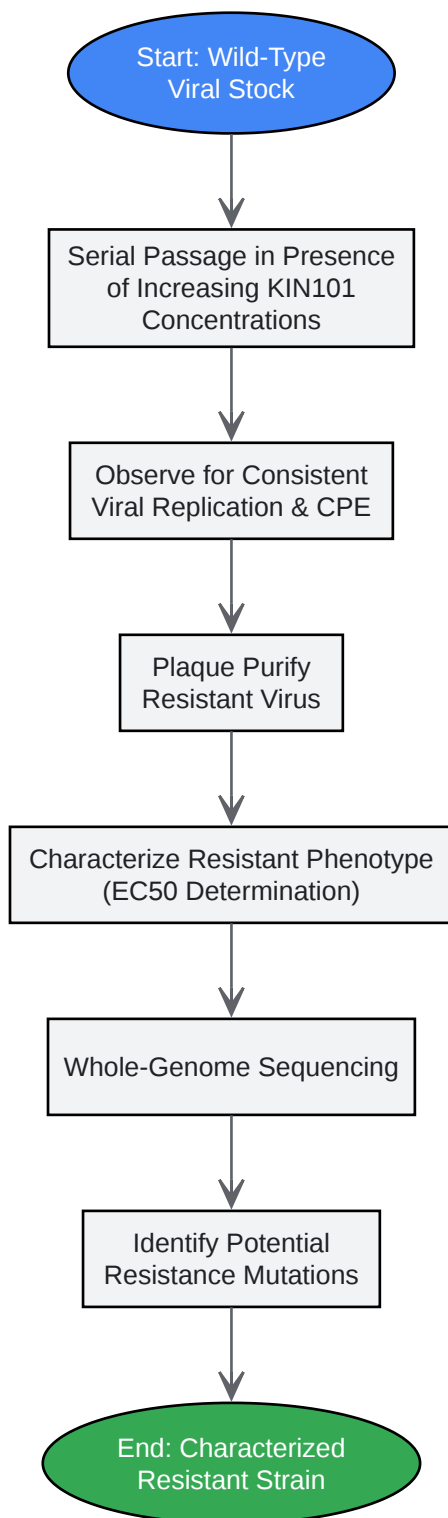 Start: Wild-Type
Viral Stock
Serial Passage in Presence
of Increasing KIN101
Concentrations
Observe for Consistent
Viral Replication & CPE
Plaque Purify
Resistant Virus
Characterize Resistant Phenotype
(EC50 Determination)
Whole-Genome Sequencing
Identify Potential
Resistance Mutations
End: Characterized
Resistant Strain